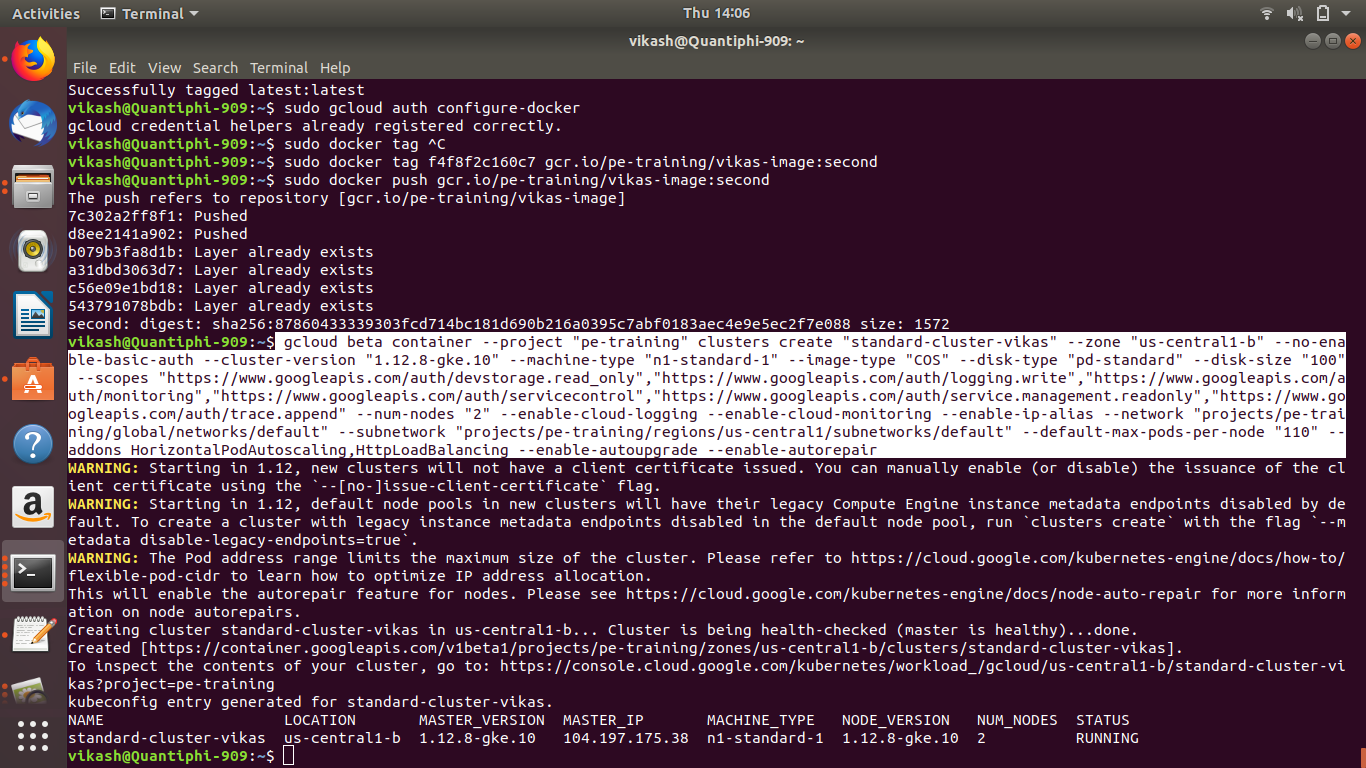 Activities
Terminal
Thu 14:06
vikash@Quantiphi-909: ~
File Edit View Search Terminal Help
Successfully tagged latest:latest
vikash@Quantiphi-909:~$ sudo gcloud auth configure-docker
gcloud credential helpers already registered correctly.
vikash@Quantiphi-909:~$ sudo docker tag ^C
vikash@Quantiphi-909:~$ sudo docker tag f4f8f2c160c7 gcr.io/pe-training/vikas-image:second
vikash@Quantiphi-909:~$ sudo docker push gcr.io/pe-training/vikas-image:second
The push refers to repository [gcr.io/pe-training/vikas-image]
7c302a2ff8f1: Pushed
d8ee2141a902: Pushed
b079b3fa8d1b: Layer already exists
a31dbd3063d7: Layer already exists
c56e09e1bd18: Layer already exists
543791078bdb: Layer already exists
second: digest: sha256:87860433339303fcd714bc181d690b216a0395c7abf0183aec4e9e5ec2f7e088 size: 1572
vikash@Quantiphi-909:~$ gcloud beta container --project "pe-training" clusters create "standard-cluster-vikas" --zone "us-central1-b" --no-ena
ble-basic-auth --cluster-version "1.12.8-gke.10" --machine-type "n1-standard-1" --image-type "COS" --disk-type "pd-standard" --disk-size "100"
--scopes "https://www.googleapis.com/auth/devstorage.read_only","https://www.googleapis.com/auth/logging.write","https://www.googleapis.com/a
uth/monitoring","https://www.googleapis.com/auth/servicecontrol","https://www.googleapis.com/auth/service.management.readonly","https://www.go
ogleapis.com/auth/trace.append" --num-nodes "2" --enable-cloud-logging --enable-cloud-monitoring --enable-ip-alias --network "projects/pe-trai
ning/global/networks/default" --subnetwork "projects/pe-training/regions/us-central1/subnetworks/default" --default-max-pods-per-node "110" --
addons HorizontalPodAutoscaling,HttpLoadBalancing --enable-autoupgrade --enable-autorepair
WARNING: Starting in 1.12, new clusters will not have a client certificate issued. You can manually enable (or disable) the issuance of the cl
ient certificate using the `--[no-]issue-client-certificate` flag.
WARNING: Starting in 1.12, default node pools in new clusters will have their legacy Compute Engine instance metadata endpoints disabled by de
fault. To create a cluster with legacy instance metadata endpoints disabled in the default node pool, run `clusters create` with the flag `--m
etadata disable-legacy-endpoints=true`.
WARNING: The Pod address range limits the maximum size of the cluster. Please refer to https://cloud.google.com/kubernetes-engine/docs/how-to/
flexible-pod-cidr to learn how to optimize IP address allocation.
This will enable the autorepair feature for nodes. Please see https://cloud.google.com/kubernetes-engine/docs/node-auto-repair for more inform
ation on node autorepairs.
Creating cluster standard-cluster-vikas in us-central1-b... Cluster is being health-checked (master is healthy)...done.
Created [https://container.googleapis.com/v1beta1/projects/pe-training/zones/us-central1-b/clusters/standard-cluster-vikas].
To inspect the contents of your cluster, go to: https://console.cloud.google.com/kubernetes/workload_/gcloud/us-central1-b/standard-cluster-vi
kas?project=pe-training
kubeconfig entry generated for standard-cluster-vikas.
NAME LOCATION MASTER_VERSION MASTER_IP MACHINE_TYPE NODE_VERSION NUM_NODES STATUS
standard-cluster-vikas us-central1-b 1.12.8-gke.10 104.197.175.38 n1-standard-1 1.12.8-gke.10 2 RUNNING
vikash@Quantiphi-909:~$